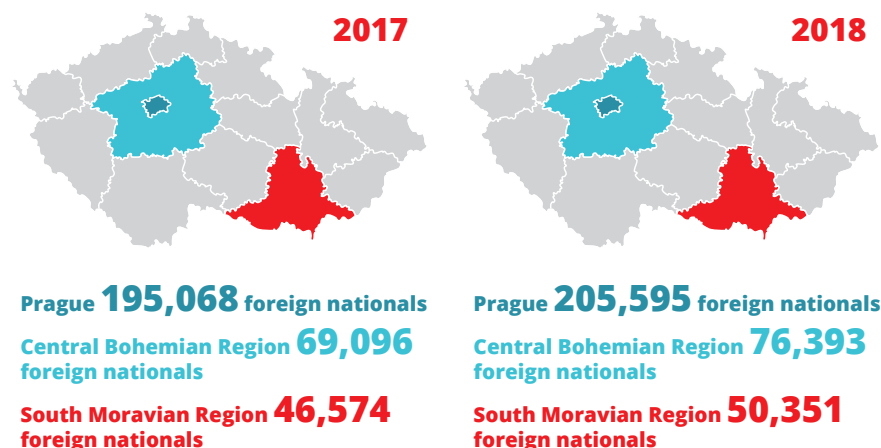 2017
Prague 195,068 foreign nationals
Central Bohemian Region 69,096
foreign nationals
South Moravian Region 46,574
foreign nationals
2018
Prague 205,595 foreign nationals
Central Bohemian Region 76,393
foreign nationals
South Moravian Region 50,351
foreign nationals